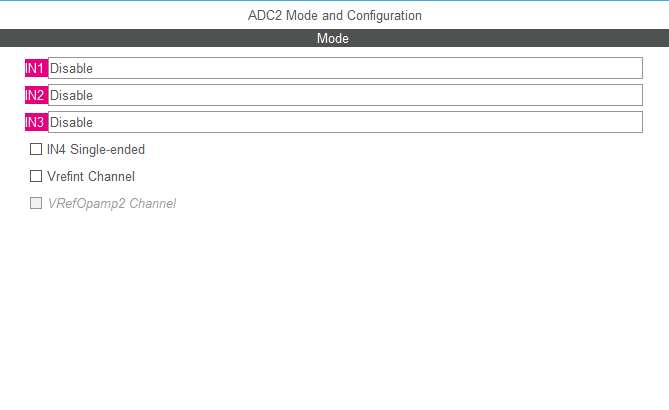 ADC2 Mode and Configuration
Mode
IN1 Disable
IN2 Disable
IN3 Disable
IN4 Single-ended
Vrefint Channel
VRefOpamp2 Channel